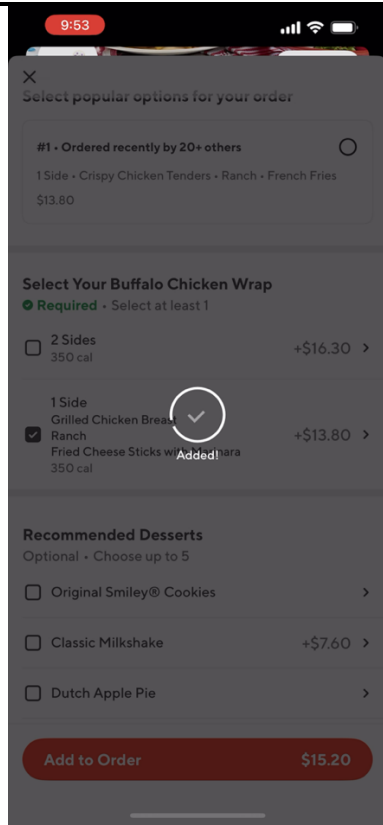 9:53
Select popular options for your order
#1 • Ordered recently by 20+ others
1 Side • Crispy Chicken Tenders • Ranch • French Fries
$13.80
Select Your Buffalo Chicken Wrap
Required • Select at least 1
2 Sides
350 cal
+$16.30
1 Side
Grilled Chicken Breast
Ranch
Fried Cheese Sticks with Marinara
350 cal
+$13.80
Added!
Recommended Desserts
Optional • Choose up to 5
Original Smiley® Cookies
Classic Milkshake
+$7.60
Dutch Apple Pie
Add to Order
$15.20